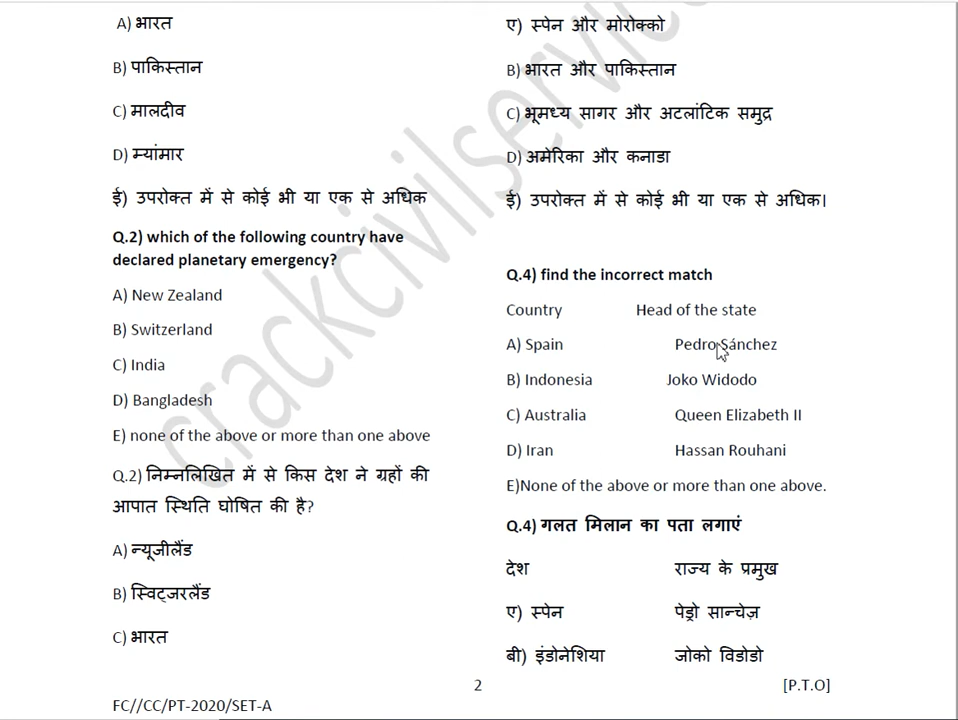 A) भारत
B) पाकिस्तान
C) मालदीव
D) म्यांमार
ई) उपरोक्त में से कोई भी या एक से अधिक
Q.2) which of the following country have
declared planetary emergency?
A) New Zealand
B) Switzerland
C) India
D) Bangladesh
E) none of the above or more than one above
Q.2) निम्नलिखित में से किस देश ने ग्रहों की
आपात स्थिति घोषित की है?
A) न्यूजीलैंड
B) स्विट्जरलैंड
C) भारत
ए) स्पेन और मोरोक्को
B) भारत और पाकिस्तान
C) भूमध्य सागर और अटलांटिक समुद्र
D) अमेरिका और कनाडा
ई) उपरोक्त में से कोई भी या एक से अधिक।
Q.4) find the incorrect match
Country Head of the state
A) Spain Pedro Sánchez
B) Indonesia Joko Widodo
C) Australia Queen Elizabeth II
D) Iran Hassan Rouhani
E)None of the above or more than one above.
Q.4) गलत मिलान का पता लगाएं
देश राज्य के प्रमुख
ए) स्पेन पेड्रो सान्चेज़
बी) इंडोनेशिया जोको विडोडो
2 [P.T.O]
FC//CC/PT-2020/SET-A
crackcivilservic